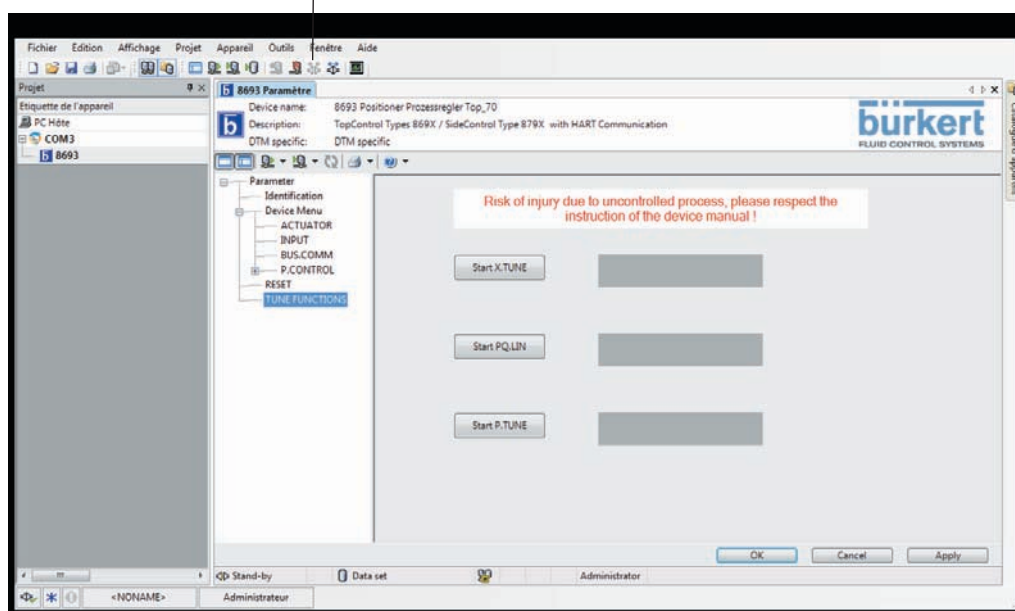 Fichier Edition Affichage Projet Appareil Outils Fenêtre Aide
Projet
Etiquette de l'appareil
PC Hôte
COM3
8693
8693 Paramètre
Device name: 8693 Positioner Prozessregler Top_70
Description: TopControl Types 869X / SideControl Type 879X with HART Communication
DTM specific: DTM specific
bürkert
FLUID CONTROL SYSTEMS
Parameter
Identification
Device Menu
ACTUATOR
INPUT
BUS.COMM
P.CONTROL
RESET
TUNE FUNCTIONS
Risk of injury due to uncontrolled process, please respect the
instruction of the device manual !
Start X.TUNE
Start PQ.LIN
Start P.TUNE
OK Cancel Apply
Stand-by Data set Administrator
<NONAME> Administrateur